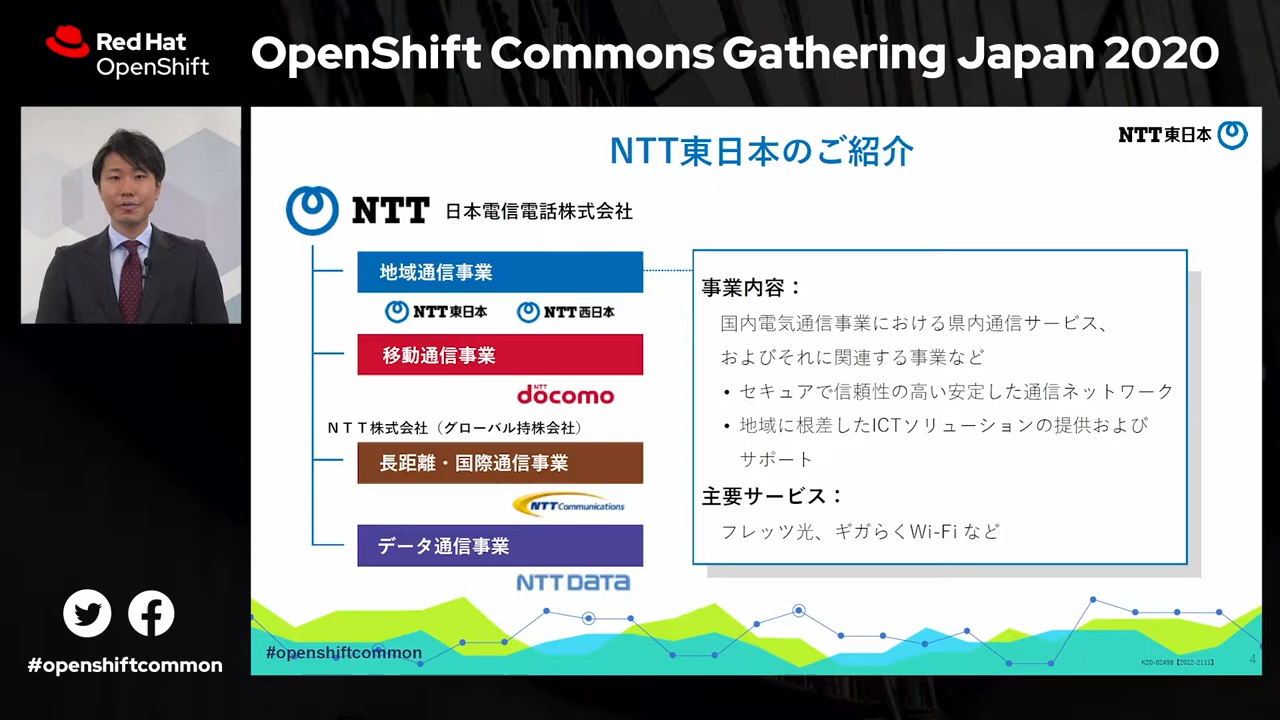 Red Hat
OpenShift
OpenShift Commons Gathering Japan 2020
NTT東日本のご紹介
NTT東日本
NTT 日本電信電話株式会社
地域通信事業
NTT東日本 NTT西日本
移動通信事業
NTT
döcomo
NTT株式会社（グローバル持株会社）
長距離・国際通信事業
NTT Communications
データ通信事業
NTT DATA
事業内容：
国内電気通信事業における県内通信サービス、
およびそれに関連する事業など
• セキュアで信頼性の高い安定した通信ネットワーク
• 地域に根差したICTソリューションの提供および
サポート
主要サービス：
フレッツ光、ギガらくWi-Fi など
#openshiftcommon
#openshiftcommon
K20-02498【2012-2111】
4